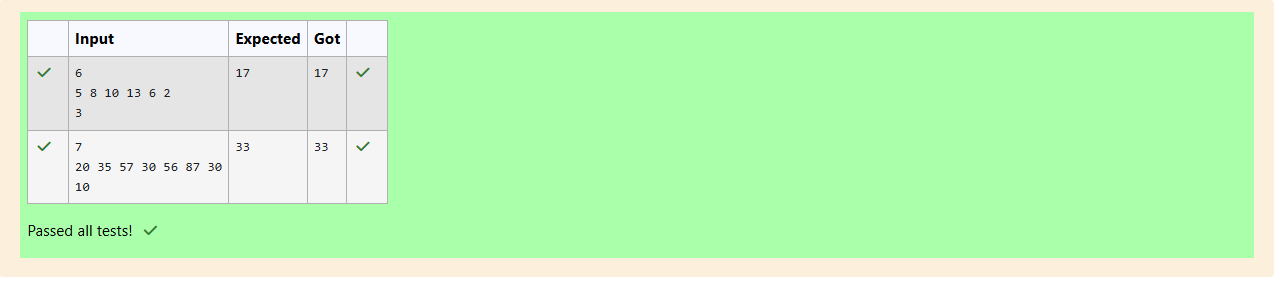 Input Expected Got
6 17 17
5 8 10 13 6 2
3
7 33 33
20 35 57 30 56 87 30
10
Passed all tests!